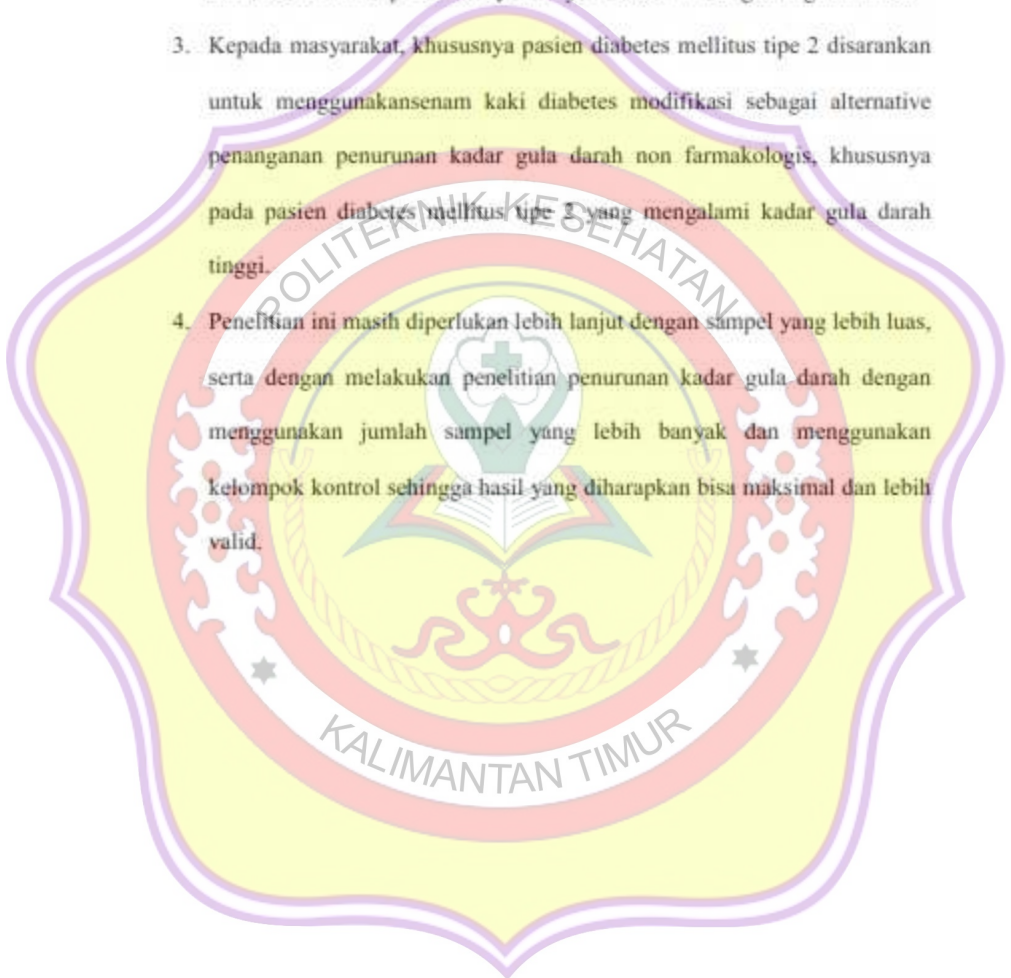 3. Kepada masyarakat, khususnya pasien diabetes mellitus tipe 2 disarankan
untuk menggunakansenam kaki diabetes modifikasi sebagai alternative
penanganan penurunan kadar gula darah non farmakologis, khususnya
pada pasien diabetes mellitus tipe 2 yang mengalami kadar gula darah
tinggi.
4. Penelitian ini masih diperlukan lebih lanjut dengan sampel yang lebih luas,
serta dengan melakukan penelitian penurunan kadar gula darah dengan
menggunakan jumlah sampel yang lebih banyak dan menggunakan
kelompok kontrol sehingga hasil yang diharapkan bisa maksimal dan lebih
valid.
POLITEKNIK KESEHATAN
KALIMANTAN TIMUR